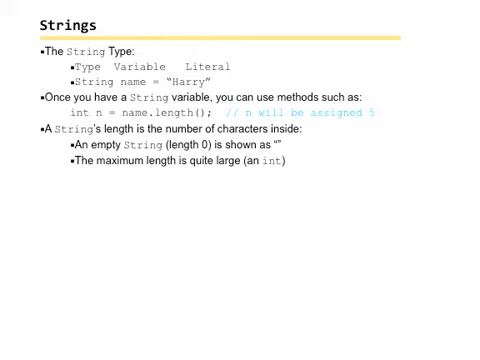 Strings
▪The String Type:
▪Type Variable Literal
▪String name = “Harry”
▪Once you have a String variable, you can use methods such as:
int n = name.length(); // n will be assigned 5
▪A String’s length is the number of characters inside:
▪An empty String (length 0) is shown as “”
▪The maximum length is quite large (an int)